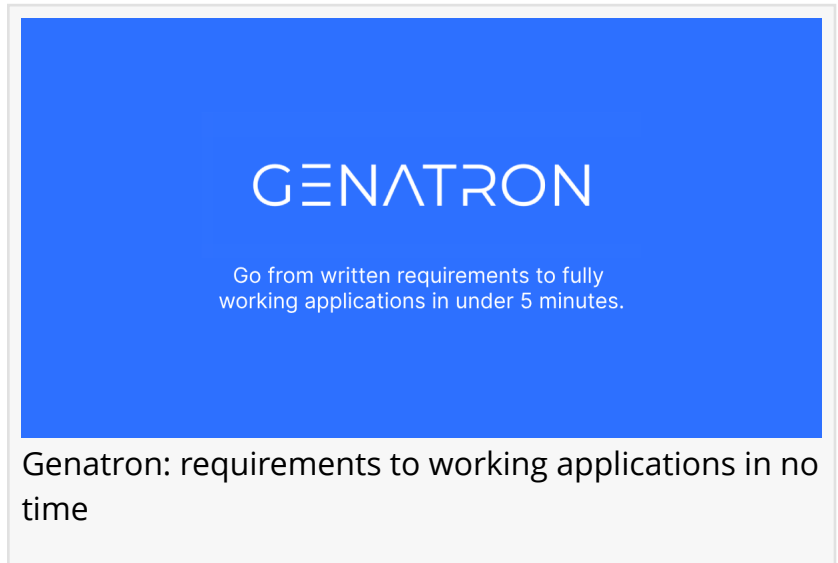 GENATRON
Go from written requirements to fully
working applications in under 5 minutes.
Genatron: requirements to working applications in no
time